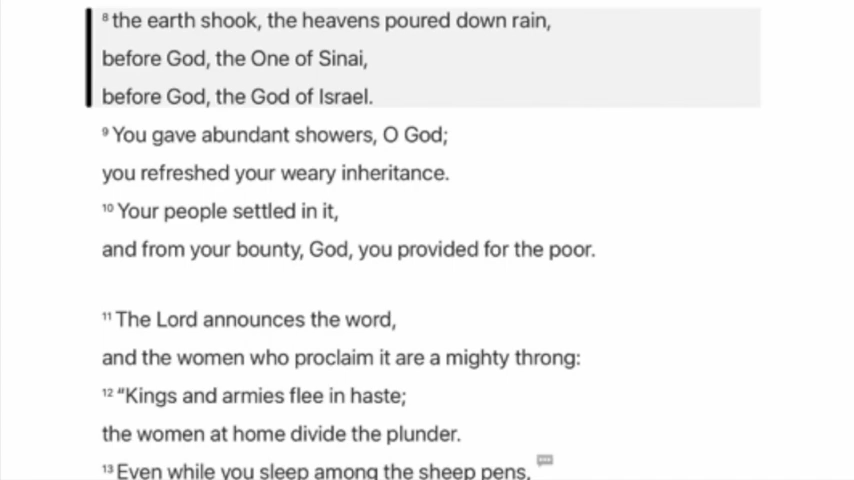 ⁸ the earth shook, the heavens poured down rain,
before God, the One of Sinai,
before God, the God of Israel.
⁹ You gave abundant showers, O God;
you refreshed your weary inheritance.
¹⁰ Your people settled in it,
and from your bounty, God, you provided for the poor.
¹¹ The Lord announces the word,
and the women who proclaim it are a mighty throng:
¹² “Kings and armies flee in haste;
the women at home divide the plunder.
¹³ Even while you sleep among the sheep pens,